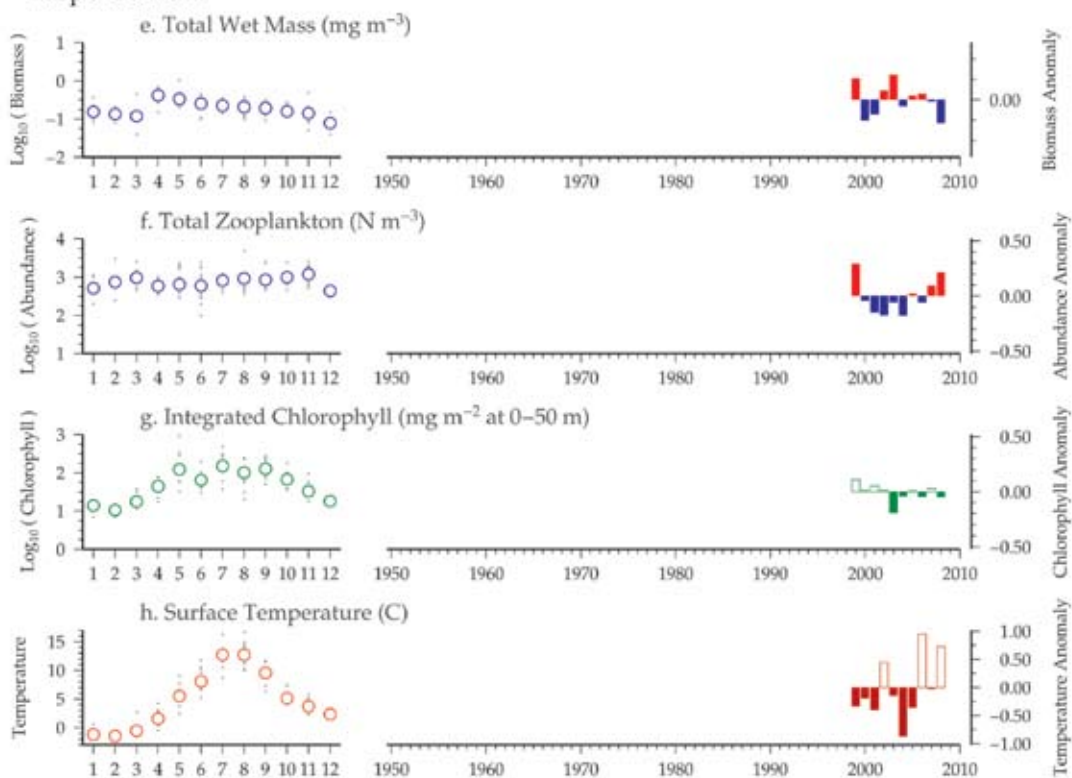 e. Total Wet Mass (mg m⁻³)
Log₁₀ ( Biomass )
1
0
−1
−2
1 2 3 4 5 6 7 8 9 10 11 12
1950 1960 1970 1980 1990 2000 2010
0.00
Biomass Anomaly
f. Total Zooplankton (N m⁻³)
Log₁₀ ( Abundance )
4
3
2
1
1 2 3 4 5 6 7 8 9 10 11 12
1950 1960 1970 1980 1990 2000 2010
0.50
0.00
−0.50
Abundance Anomaly
g. Integrated Chlorophyll (mg m⁻² at 0–50 m)
Log₁₀ ( Chlorophyll )
3
2
1
0
1 2 3 4 5 6 7 8 9 10 11 12
1950 1960 1970 1980 1990 2000 2010
0.50
0.00
−0.50
Chlorophyll Anomaly
h. Surface Temperature (C)
Temperature
15
10
5
0
1 2 3 4 5 6 7 8 9 10 11 12
1950 1960 1970 1980 1990 2000 2010
1.00
0.50
0.00
−0.50
−1.00
Temperature Anomaly